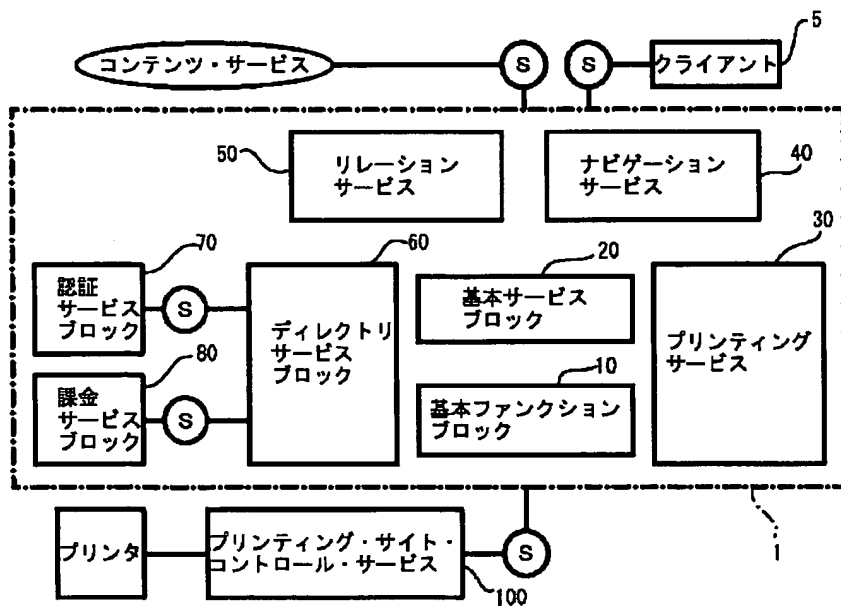 5
コンテンツ・サービス
S
S
クライアント
50
リレーション
サービス
ナビゲーション
サービス
40
70
60
20
30
認証
サービス
ブロック
S
ディレクトリ
サービス
ブロック
基本サービス
ブロック
プリンティング
サービス
80
10
課金
サービス
ブロック
S
基本ファンクション
ブロック
プリンタ
プリンティング・サイト・
コントロール・サービス
S
100
1